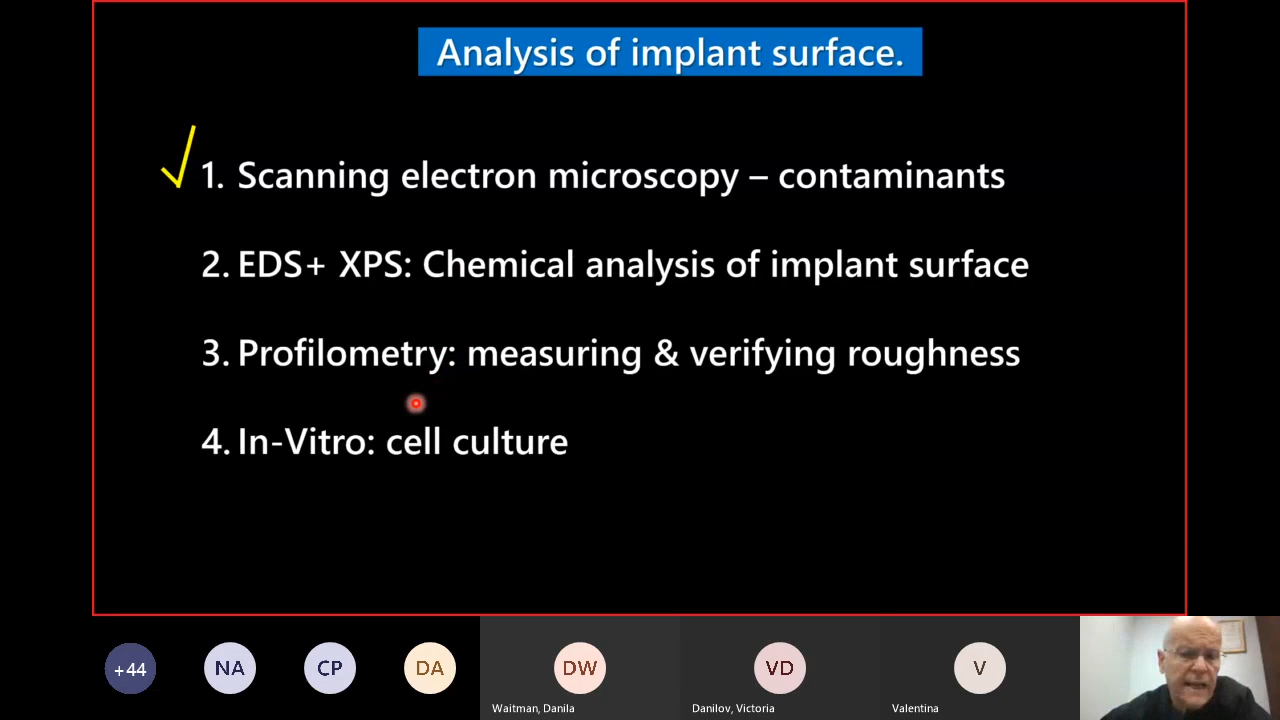 Analysis of implant surface.
√ 1. Scanning electron microscopy – contaminants
2. EDS+ XPS: Chemical analysis of implant surface
3. Profilometry: measuring & verifying roughness
4. In-Vitro: cell culture
+44
NA
CP
DA
DW
VD
V
Waitman, Danila
Danilov, Victoria
Valentina